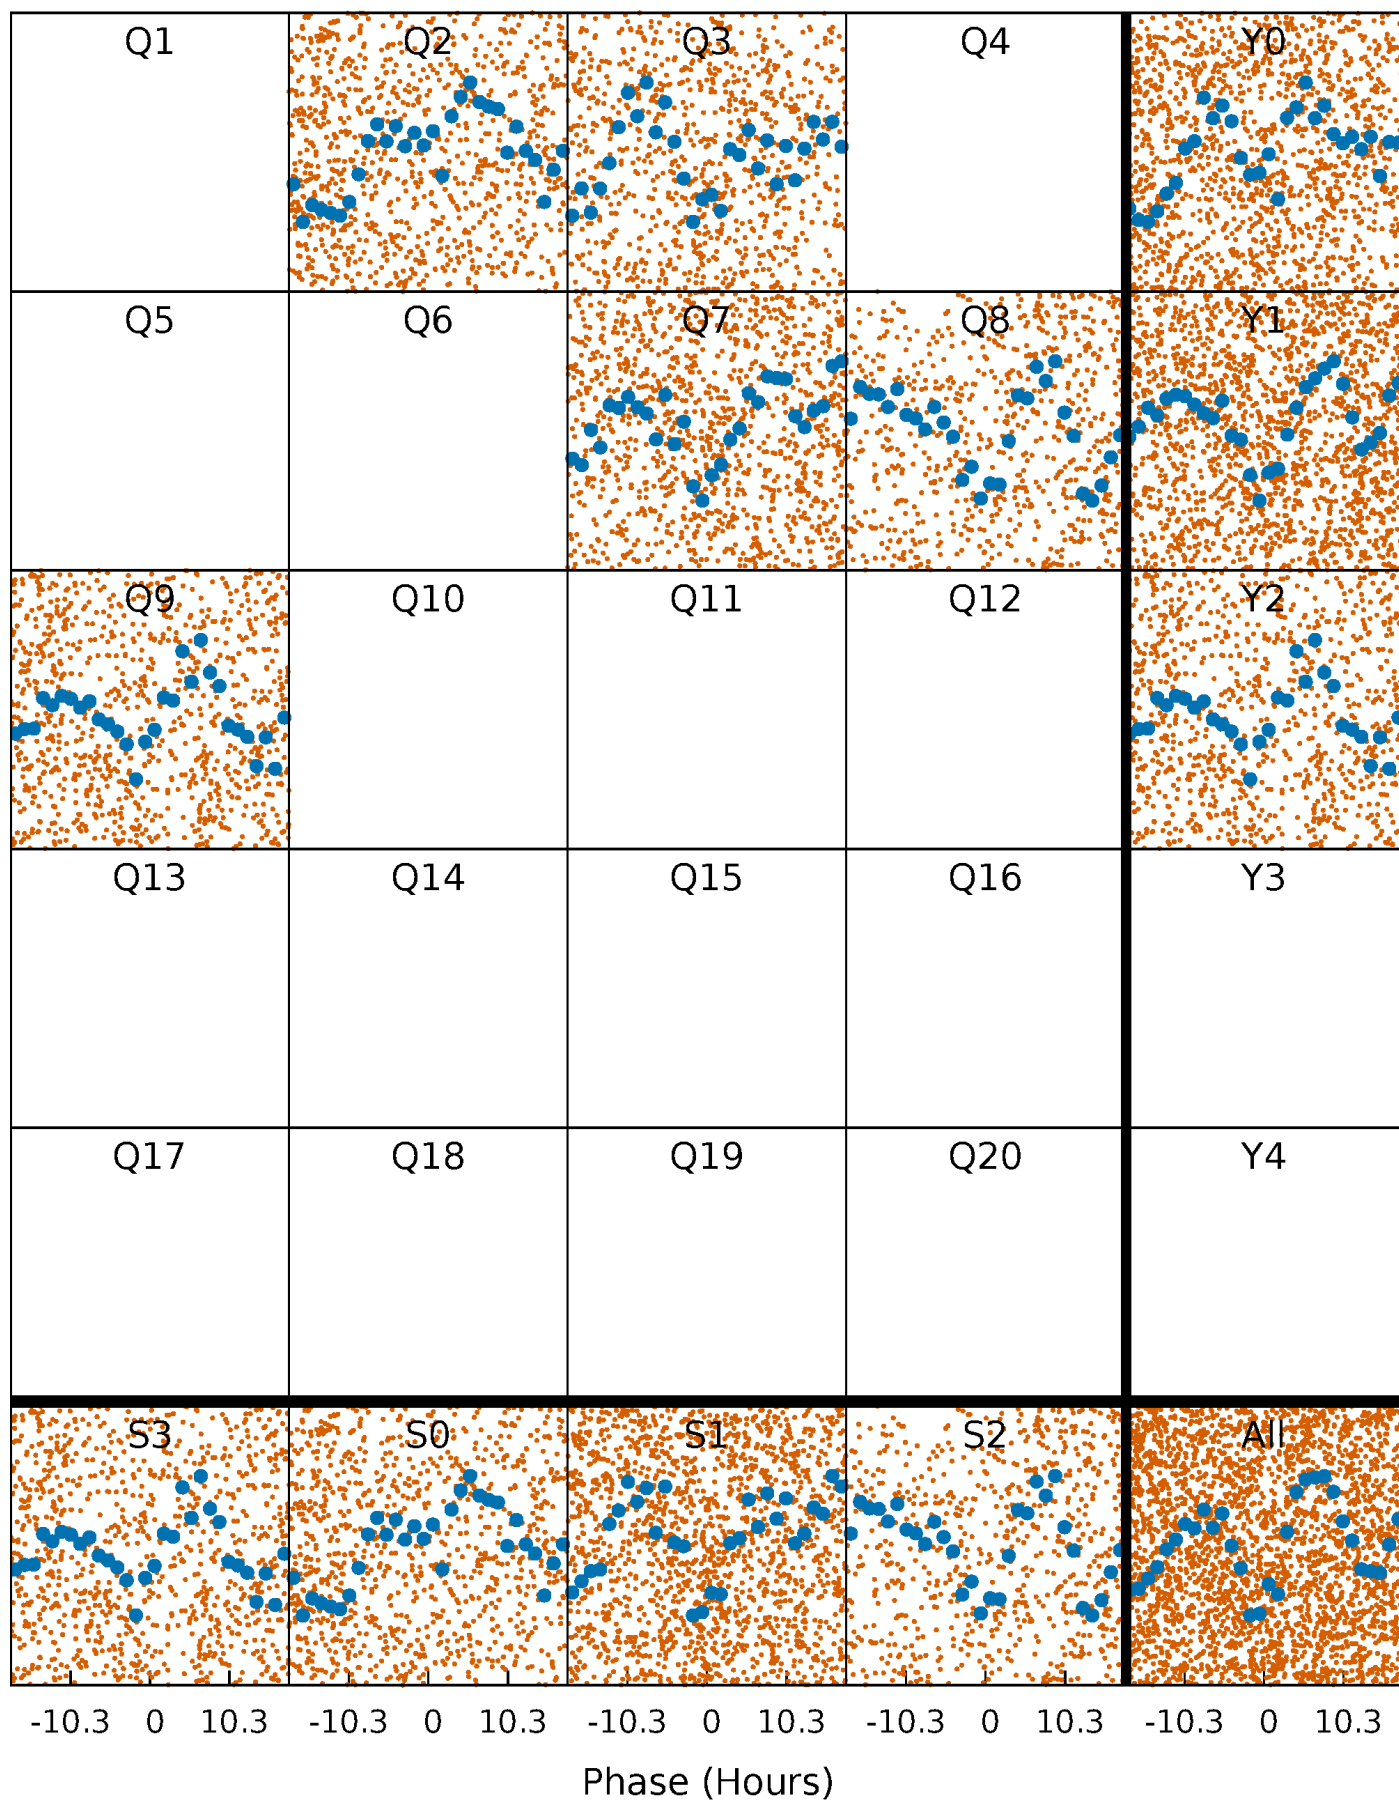 Q1 Q2 Q3 Q4 Y0
Q5 Q6 Q7 Q8 Y1
Q9 Q10 Q11 Q12 Y2
Q13 Q14 Q15 Q16 Y3
Q17 Q18 Q19 Q20 Y4
S3 S0 S1 S2 All
-10.3 0 10.3 -10.3 0 10.3 -10.3 0 10.3 -10.3 0 10.3 -10.3 0 10.3
Phase (Hours)